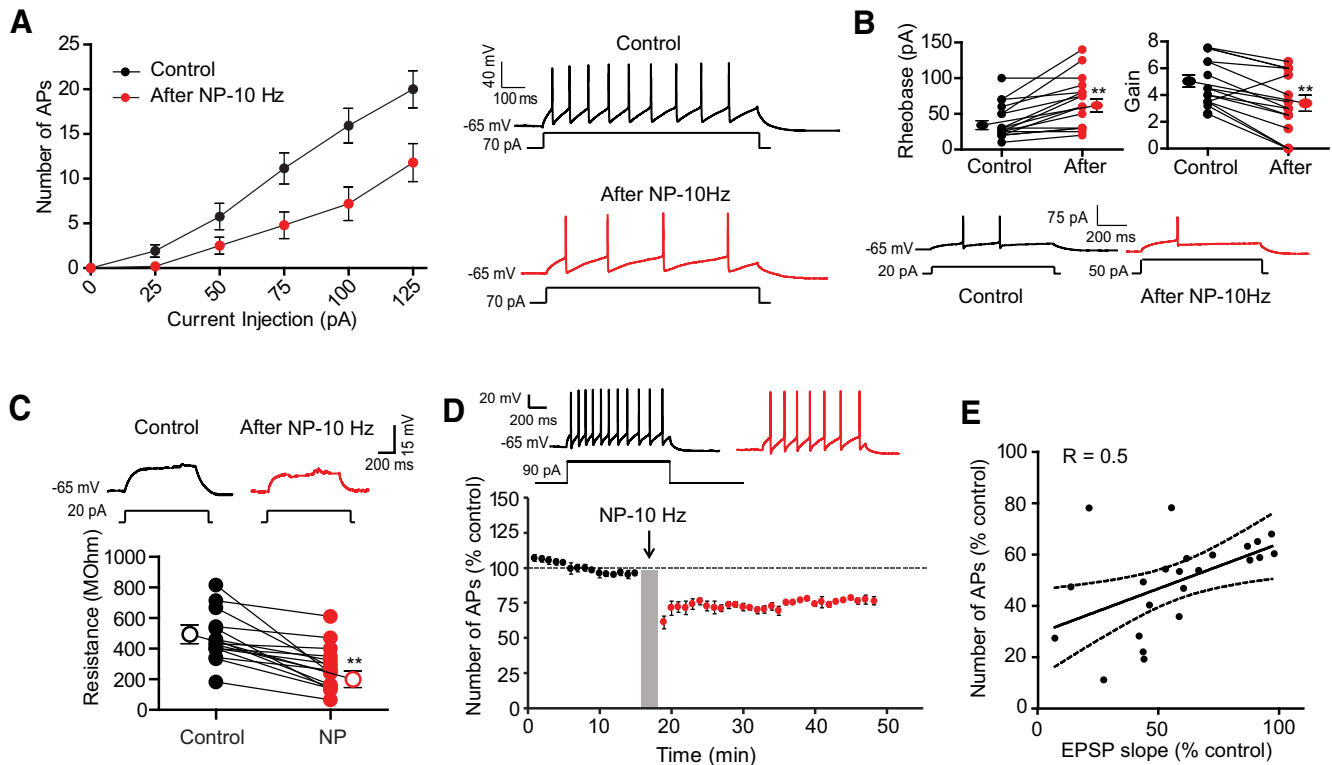 A
Number of APs
25
20
15
10
5
0
Control
After NP-10 Hz
0
25
50
75
100
125
Current Injection (pA)
Control
40 mV
100 ms
-65 mV
70 pA
After NP-10Hz
-65 mV
70 pA
B
Rheobase (pA)
150
100
50
0
**
Control
After
Gain
8
6
4
2
0
**
Control
After
75 pA
200 ms
-65 mV
20 pA
50 pA
Control
After NP-10Hz
C
Control
After NP-10 Hz
15 mV
200 ms
-65 mV
20 pA
Resistance (MOhm)
1000
800
600
400
200
0
**
Control
NP
D
20 mV
200 ms
-65 mV
90 pA
Number of APs (% control)
150
125
100
75
50
25
0
NP-10 Hz
0
10
20
30
40
50
Time (min)
E
Number of APs (% control)
100
80
60
40
20
0
R = 0.5
0
50
100
EPSP slope (% control)